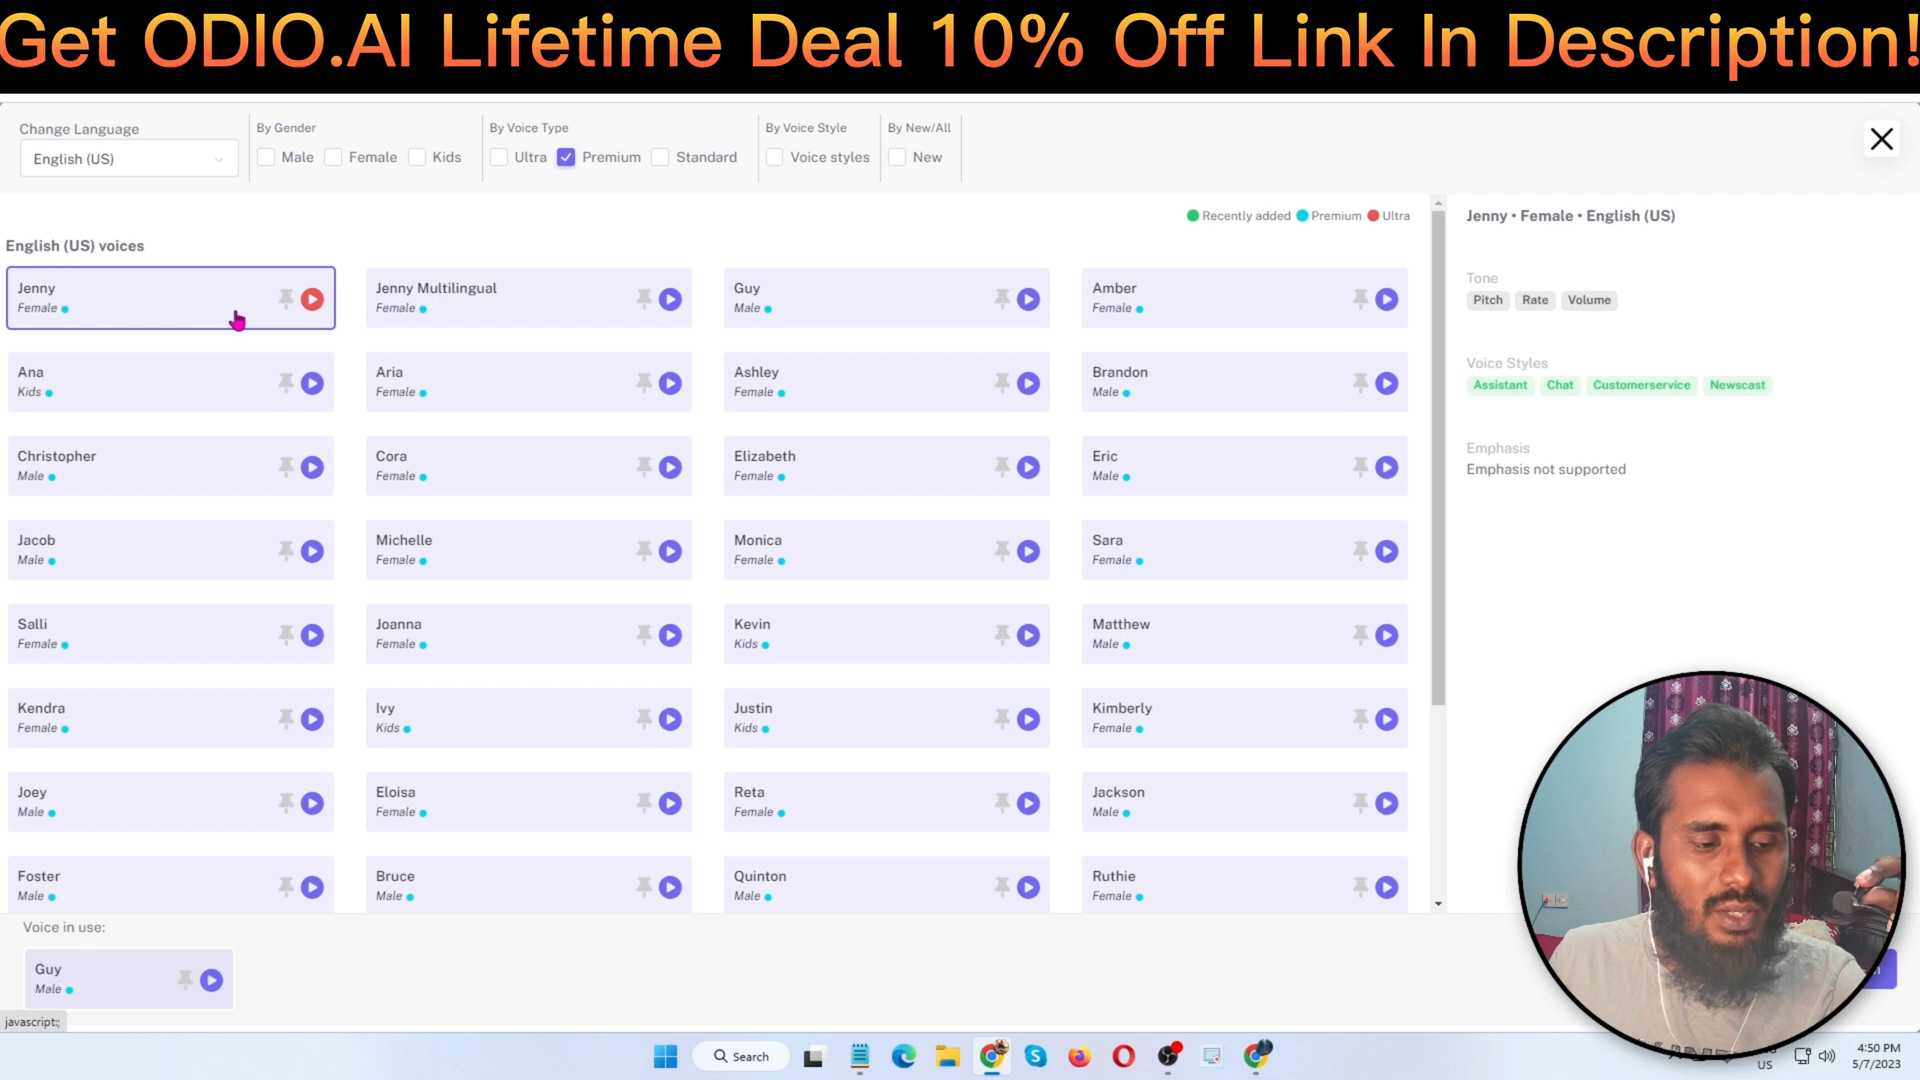 Get ODIO.AI Lifetime Deal 10% Off Link In Description!
Change Language
English (US)
By Gender
Male Female Kids
By Voice Type
Ultra Premium Standard
By Voice Style
Voice styles
By New/All
New
Recently added Premium Ultra
English (US) voices
Jenny
Female
Jenny Multilingual
Female
Guy
Male
Amber
Female
Ana
Kids
Aria
Female
Ashley
Female
Brandon
Male
Christopher
Male
Cora
Female
Elizabeth
Female
Eric
Male
Jacob
Male
Michelle
Female
Monica
Female
Sara
Female
Salli
Female
Joanna
Female
Kevin
Kids
Matthew
Male
Kendra
Female
Ivy
Kids
Justin
Kids
Kimberly
Female
Joey
Male
Eloisa
Female
Reta
Female
Jackson
Male
Foster
Male
Bruce
Male
Quinton
Male
Ruthie
Female
Jenny • Female • English (US)
Tone
Pitch Rate Volume
Voice Styles
Assistant Chat Customerservice Newscast
Emphasis
Emphasis not supported
Voice in use:
Guy
Male
javascript:;
Search
US
4:50 PM
5/7/2023